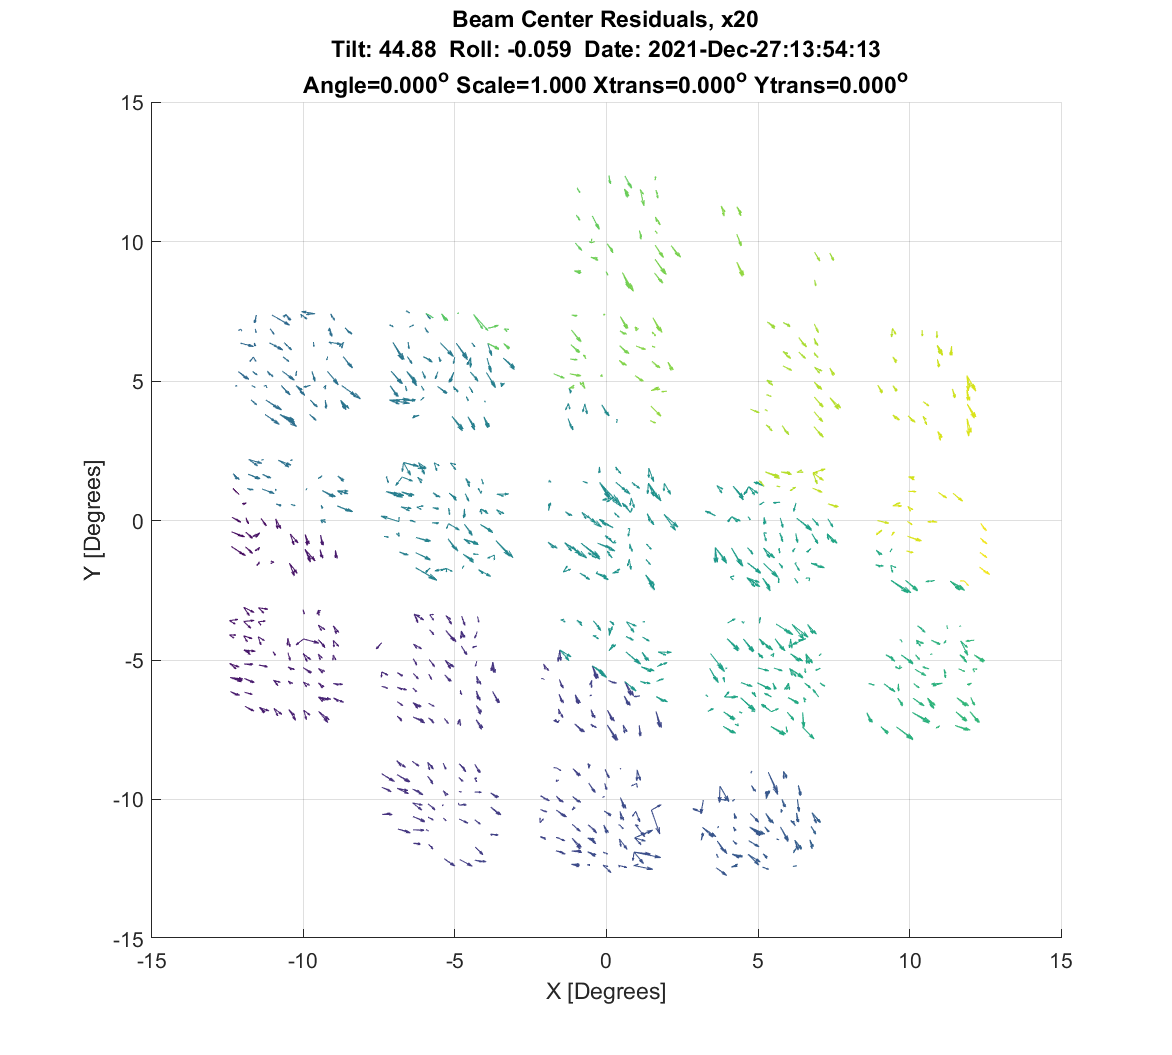 Beam Center Residuals, x20
Tilt: 44.88 Roll: -0.059 Date: 2021-Dec-27:13:54:13
Angle=0.000° Scale=1.000 Xtrans=0.000° Ytrans=0.000°
15
10
5
0
-5
-10
-15
Y [Degrees]
-15 -10 -5 0 5 10 15
X [Degrees]